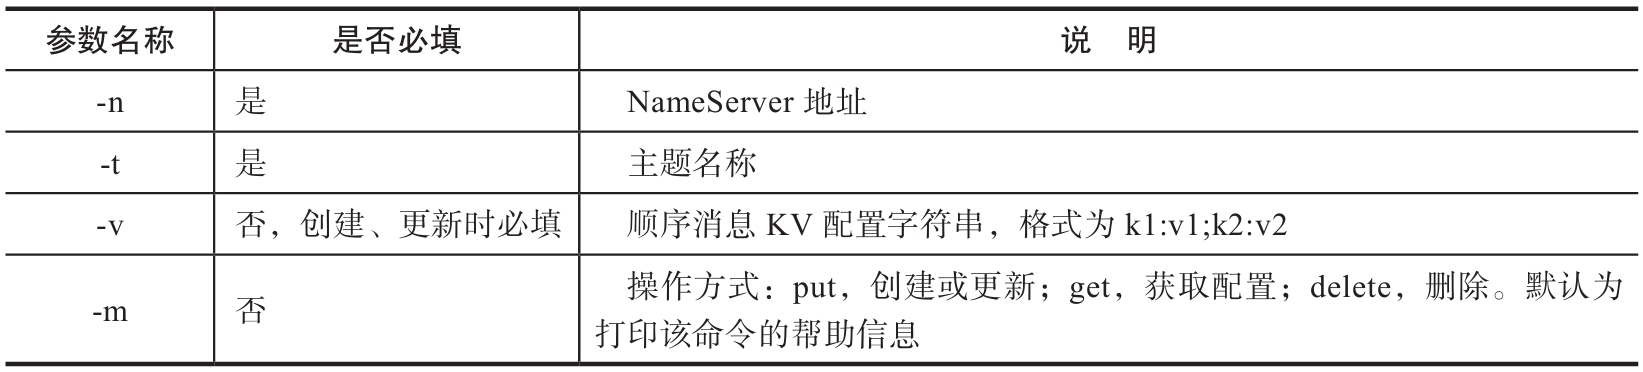 参数名称 是否必填 说 明
-n 是 NameServer 地址
-t 是 主题名称
-v 否，创建、更新时必填 顺序消息 KV 配置字符串，格式为 k1:v1;k2:v2
-m 否 操作方式：put，创建或更新；get，获取配置；delete，删除。默认为
打印该命令的帮助信息